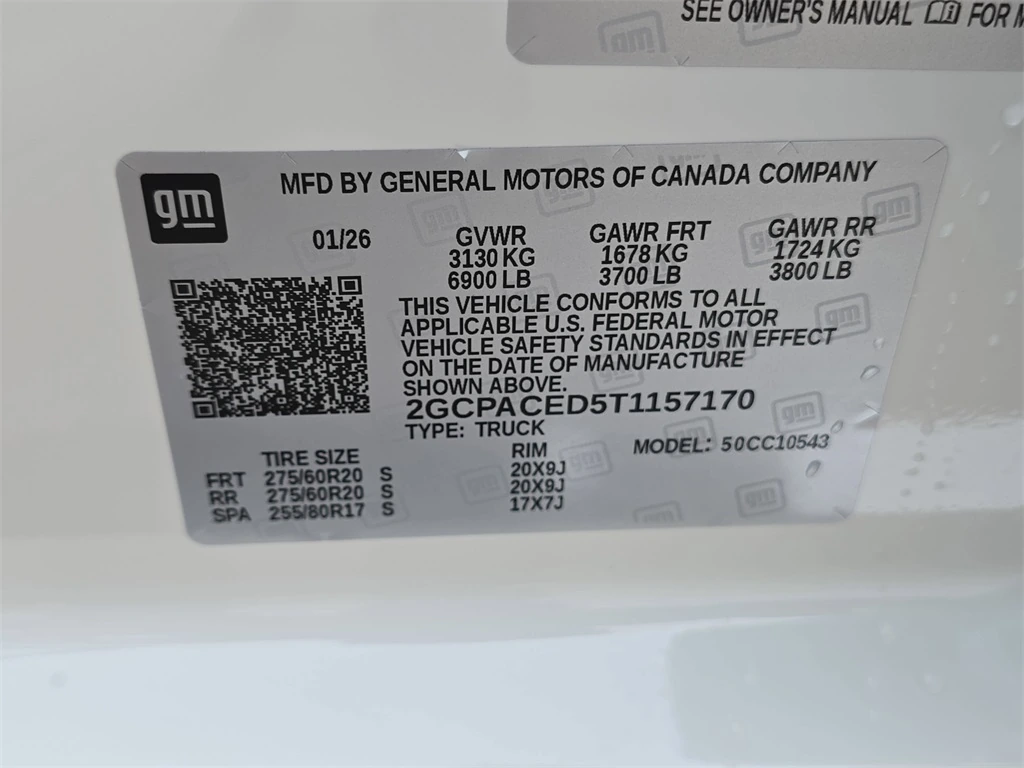 SEE OWNER'S MANUAL FOR
gm
MFD BY GENERAL MOTORS OF CANADA COMPANY
01/26
GVWR GAWR FRT GAWR RR
3130 KG 1678 KG 1724 KG
6900 LB 3700 LB 3800 LB
THIS VEHICLE CONFORMS TO ALL
APPLICABLE U.S. FEDERAL MOTOR
VEHICLE SAFETY STANDARDS IN EFFECT
ON THE DATE OF MANUFACTURE
SHOWN ABOVE.
2GCPACED5T1157170
TYPE: TRUCK
MODEL: 50CC10543
TIRE SIZE RIM
FRT 275/60R20 S 20X9J
RR 275/60R20 S 20X9J
SPA 255/80R17 S 17X7J